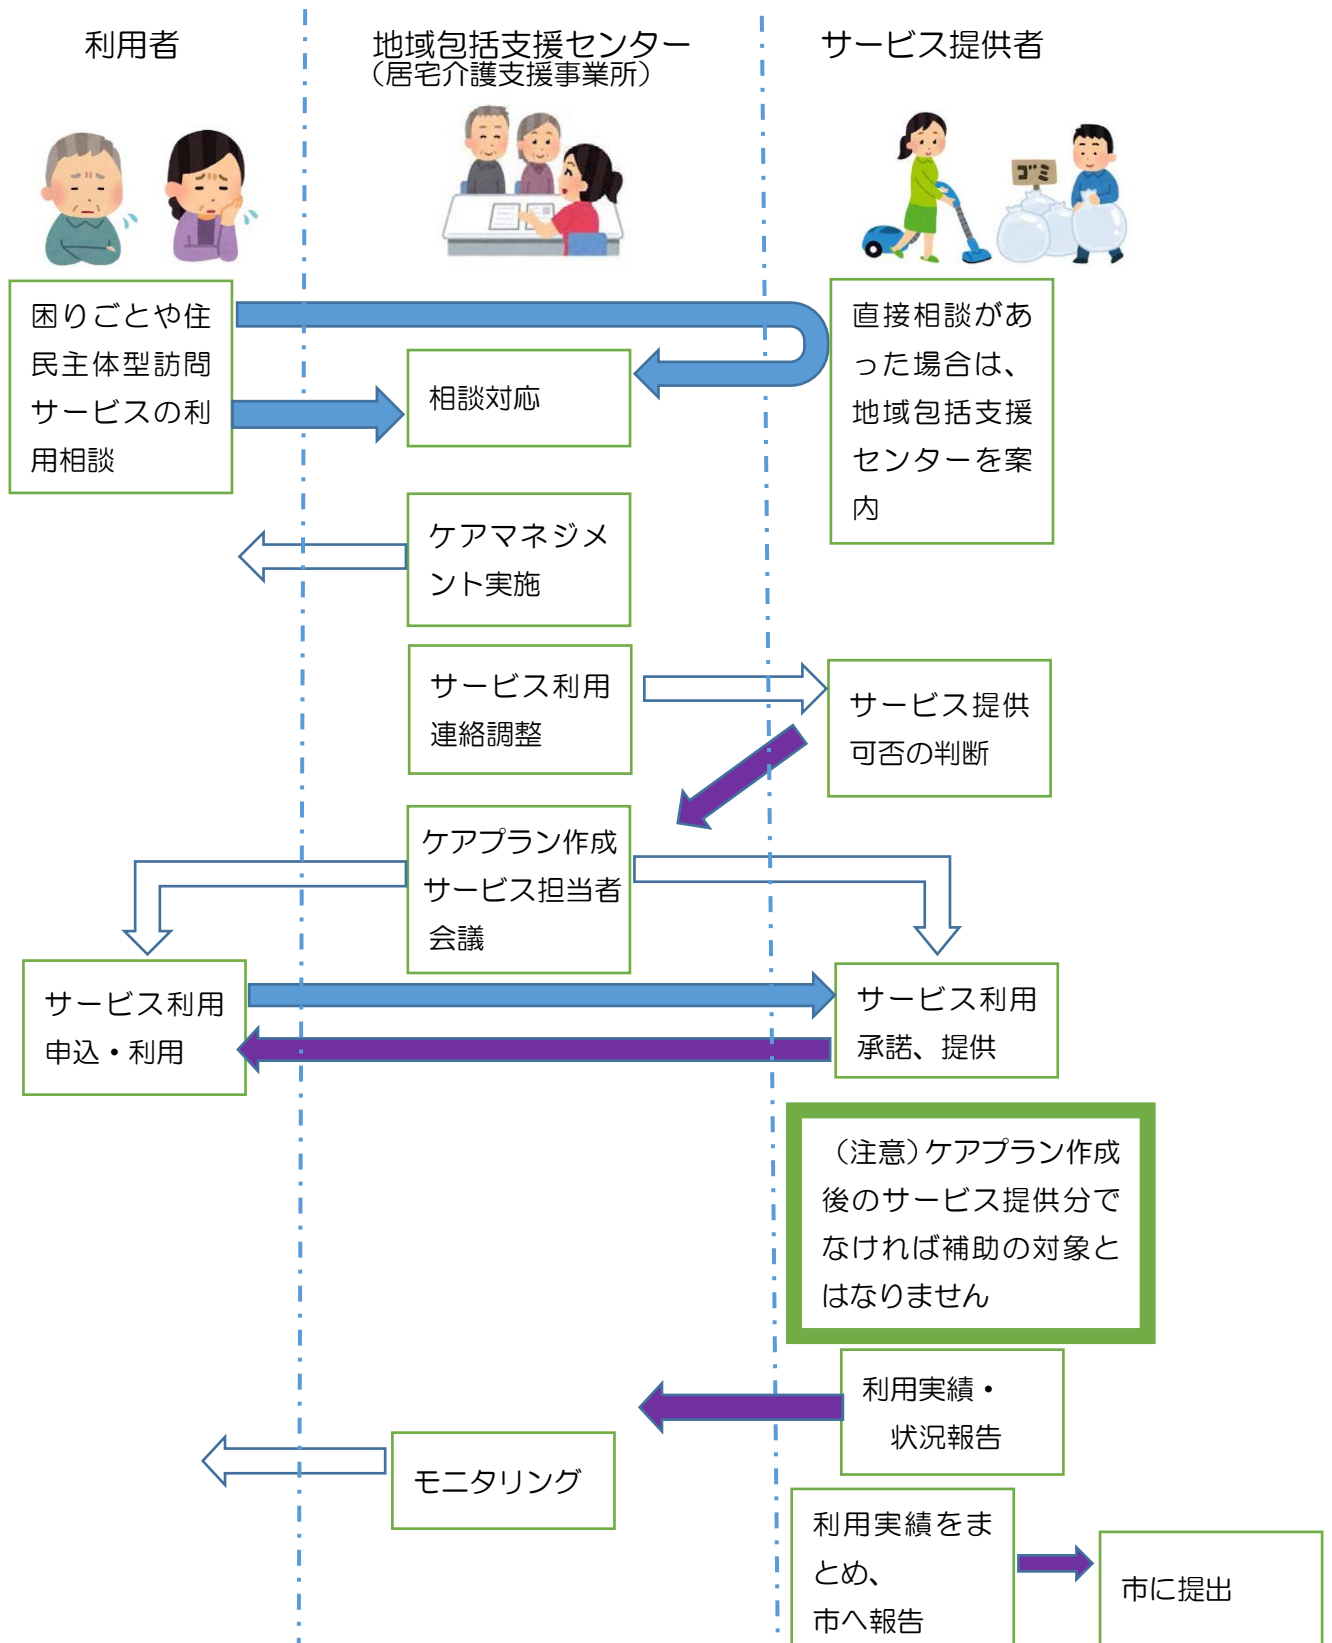 利用者
地域包括支援センター
（居宅介護支援事業所）
サービス提供者
ゴミ
困りごとや住
民主体型訪問
サービスの利
用相談
相談対応
直接相談があ
った場合は、
地域包括支援
センターを案
内
ケアマネジメ
ント実施
サービス利用
連絡調整
サービス提供
可否の判断
ケアプラン作成
サービス担当者
会議
サービス利用
申込・利用
サービス利用
承諾、提供
（注意）ケアプラン作成
後のサービス提供分で
なければ補助の対象と
はなりません
利用実績・
状況報告
モニタリング
利用実績をま
とめ、
市へ報告
市に提出